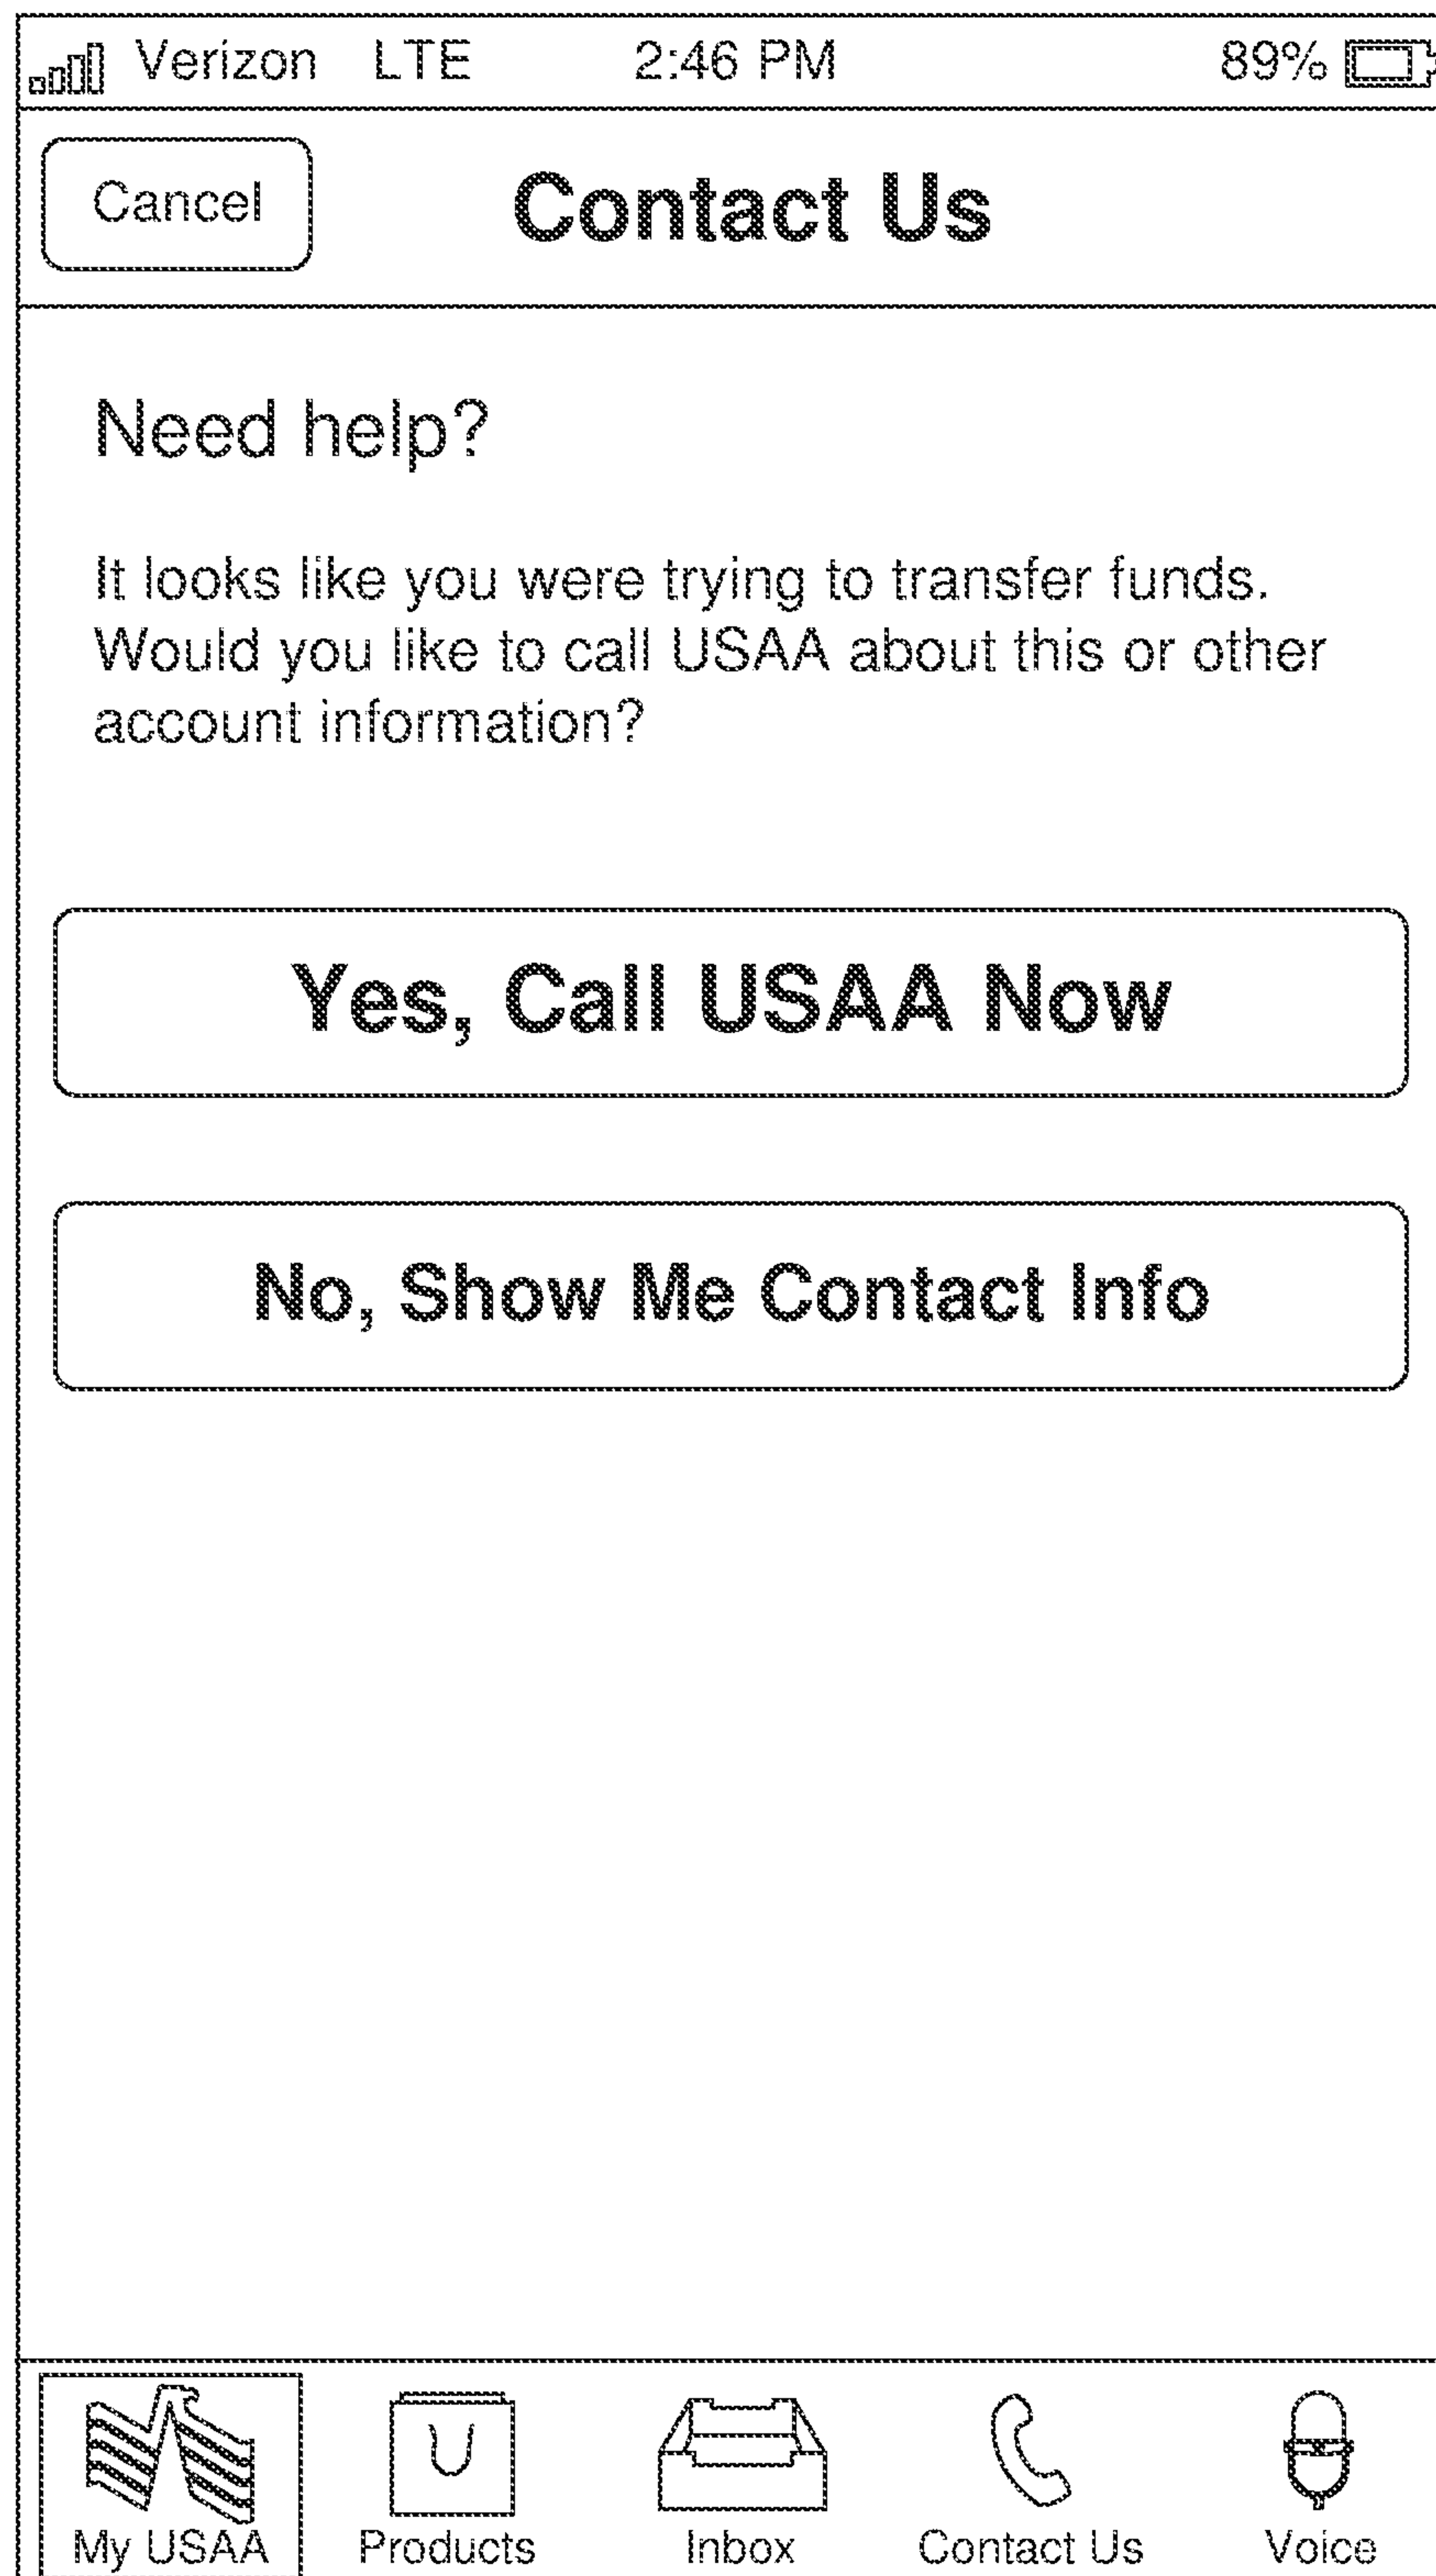 Verizon LTE 2:46 PM 89%
Cancel Contact Us
Need help?
It looks like you were trying to transfer funds.
Would you like to call USAA about this or other
account information?
Yes, Call USAA Now
No, Show Me Contact Info
My USAA Products Inbox Contact Us Voice